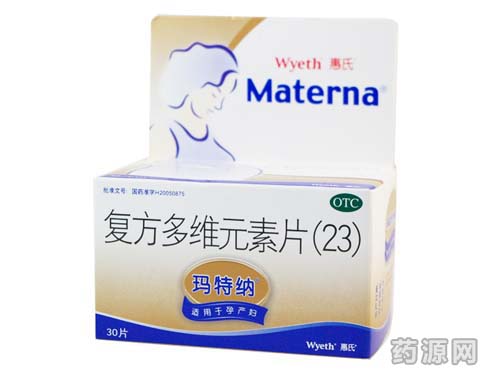 Wyeth 惠氏
Materna®
批准文号:国药准字H20050875
OTC
复方多维元素片(23)
玛特纳®
适用于孕产妇
30片
Wyeth® 惠氏
药源网